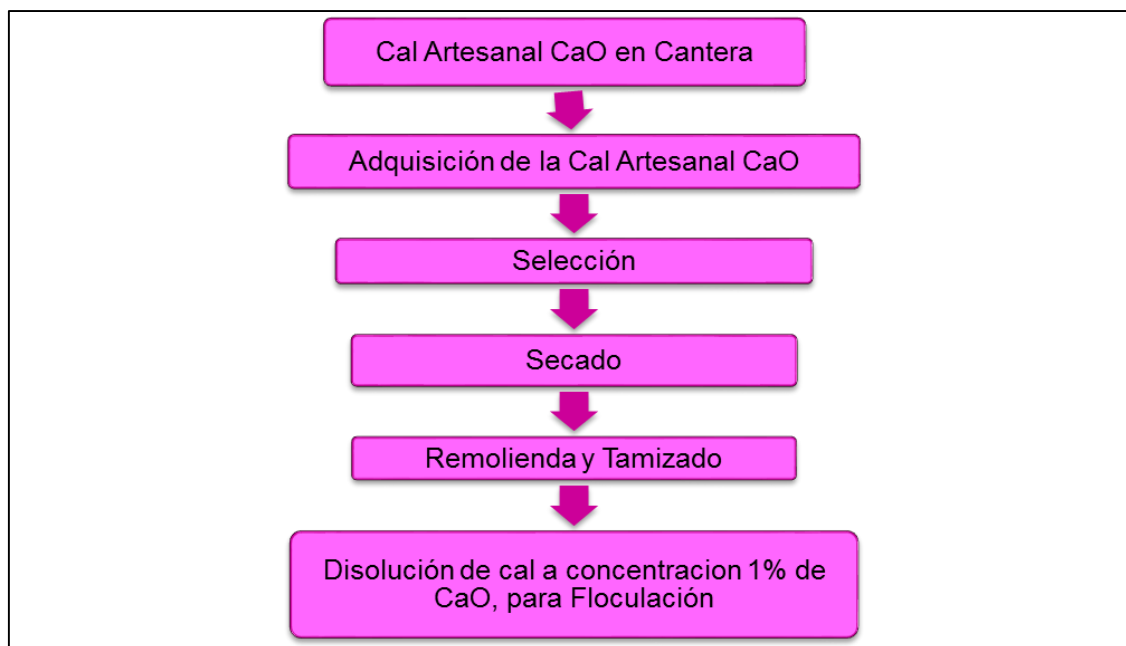 Cal Artesanal CaO en Cantera
Adquisición de la Cal Artesanal CaO
Selección
Secado
Remolienda y Tamizado
Disolución de cal a concentracion 1% de
CaO, para Floculación